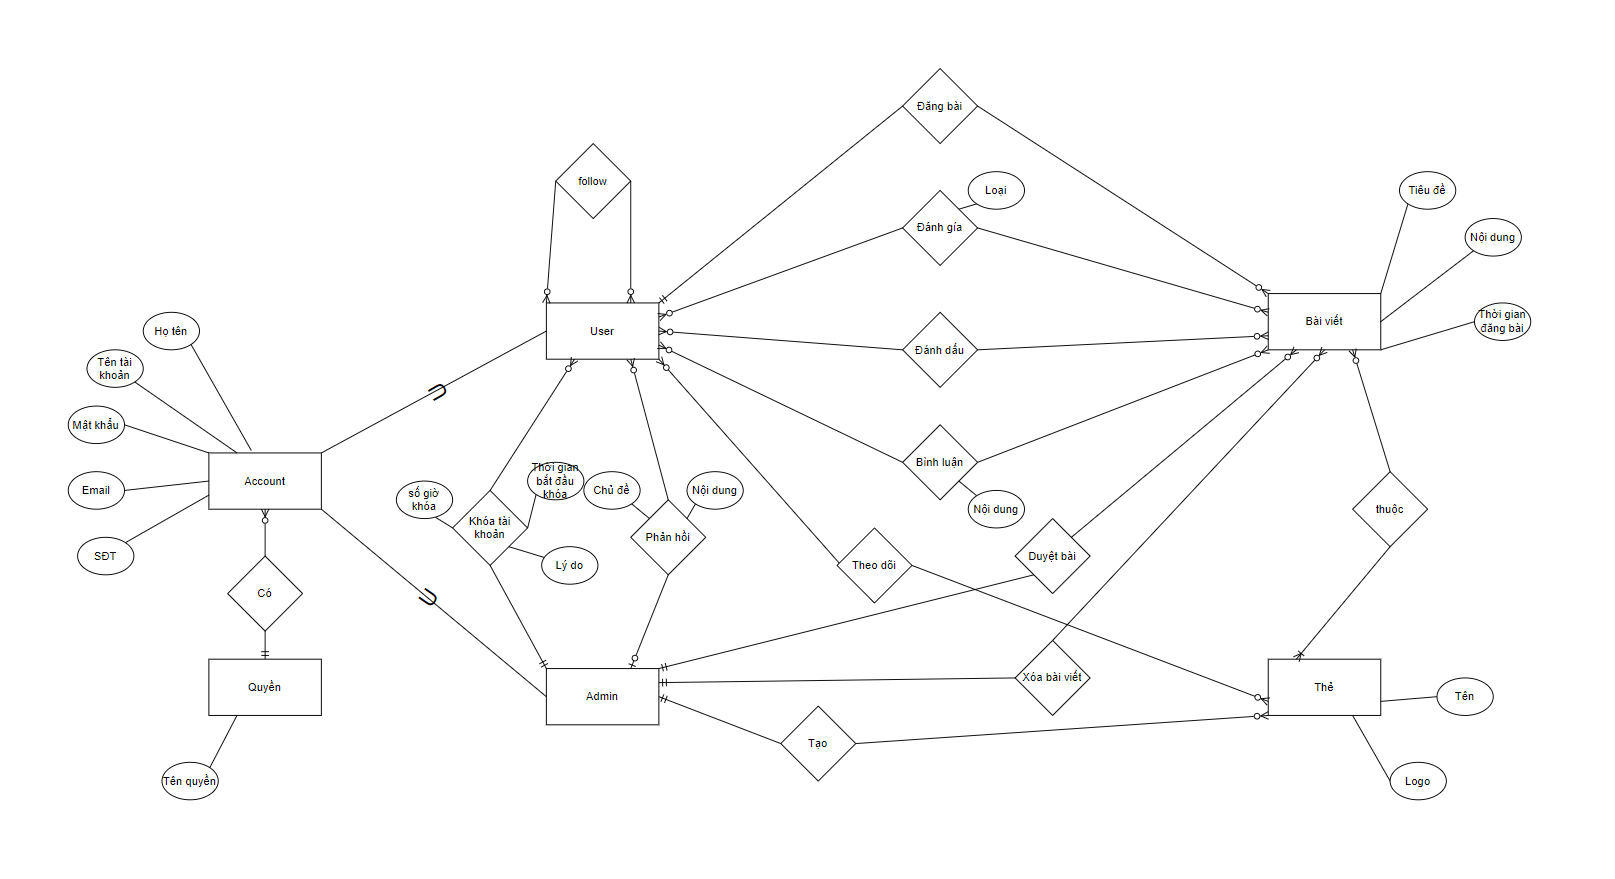 Đăng bài
follow
Loại
Tiêu đề
Đánh gía
Nội dung
Họ tên
User
Bài viết
Thời gian
đăng bài
Tên tài
khoản
Đánh dấu
Mật khẩu
Account
Bình luận
Email
số giờ
khóa
Thời gian
bắt đầu
khóa
Chủ đề
Nội dung
Nội dung
thuộc
Khóa tài
khoản
Phản hồi
SĐT
Lý do
Theo dõi
Duyệt bài
Có
Quyền
Admin
Xóa bài viết
Thẻ
Tên
Tạo
Tên quyền
Logo